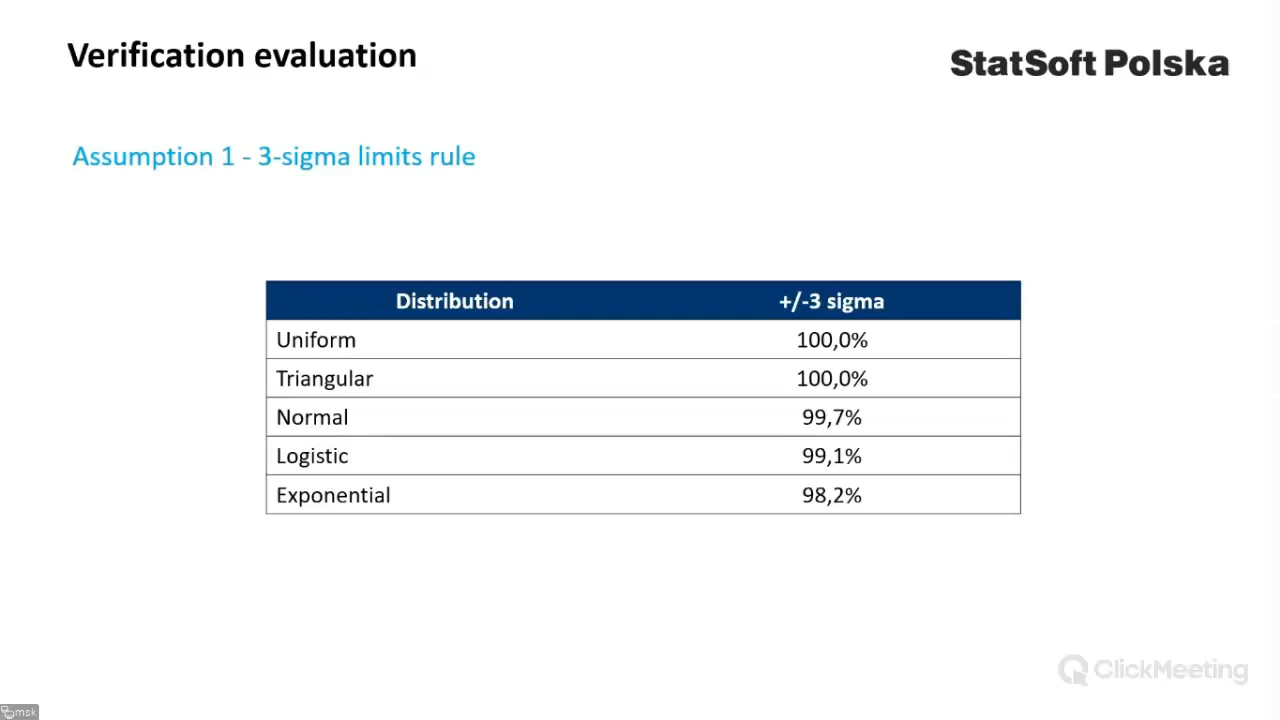 Verification evaluation
StatSoft Polska
Assumption 1 - 3-sigma limits rule
Distribution +/-3 sigma
Uniform 100,0%
Triangular 100,0%
Normal 99,7%
Logistic 99,1%
Exponential 98,2%
ClickMeeting
msk